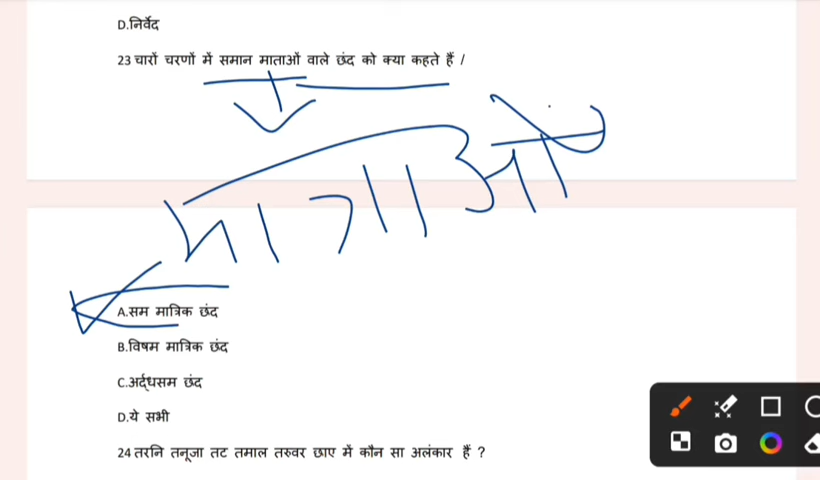 D.निर्वेद
23 चारों चरणों में समान माताओं वाले छंद को क्या कहते हैं /
A.सम मात्रिक छंद
B.विषम मात्रिक छंद
C.अर्द्धसम छंद
D.ये सभी
24 तरनि तनूजा तट तमाल तरुवर छाए में कौन सा अलंकार हैं ?